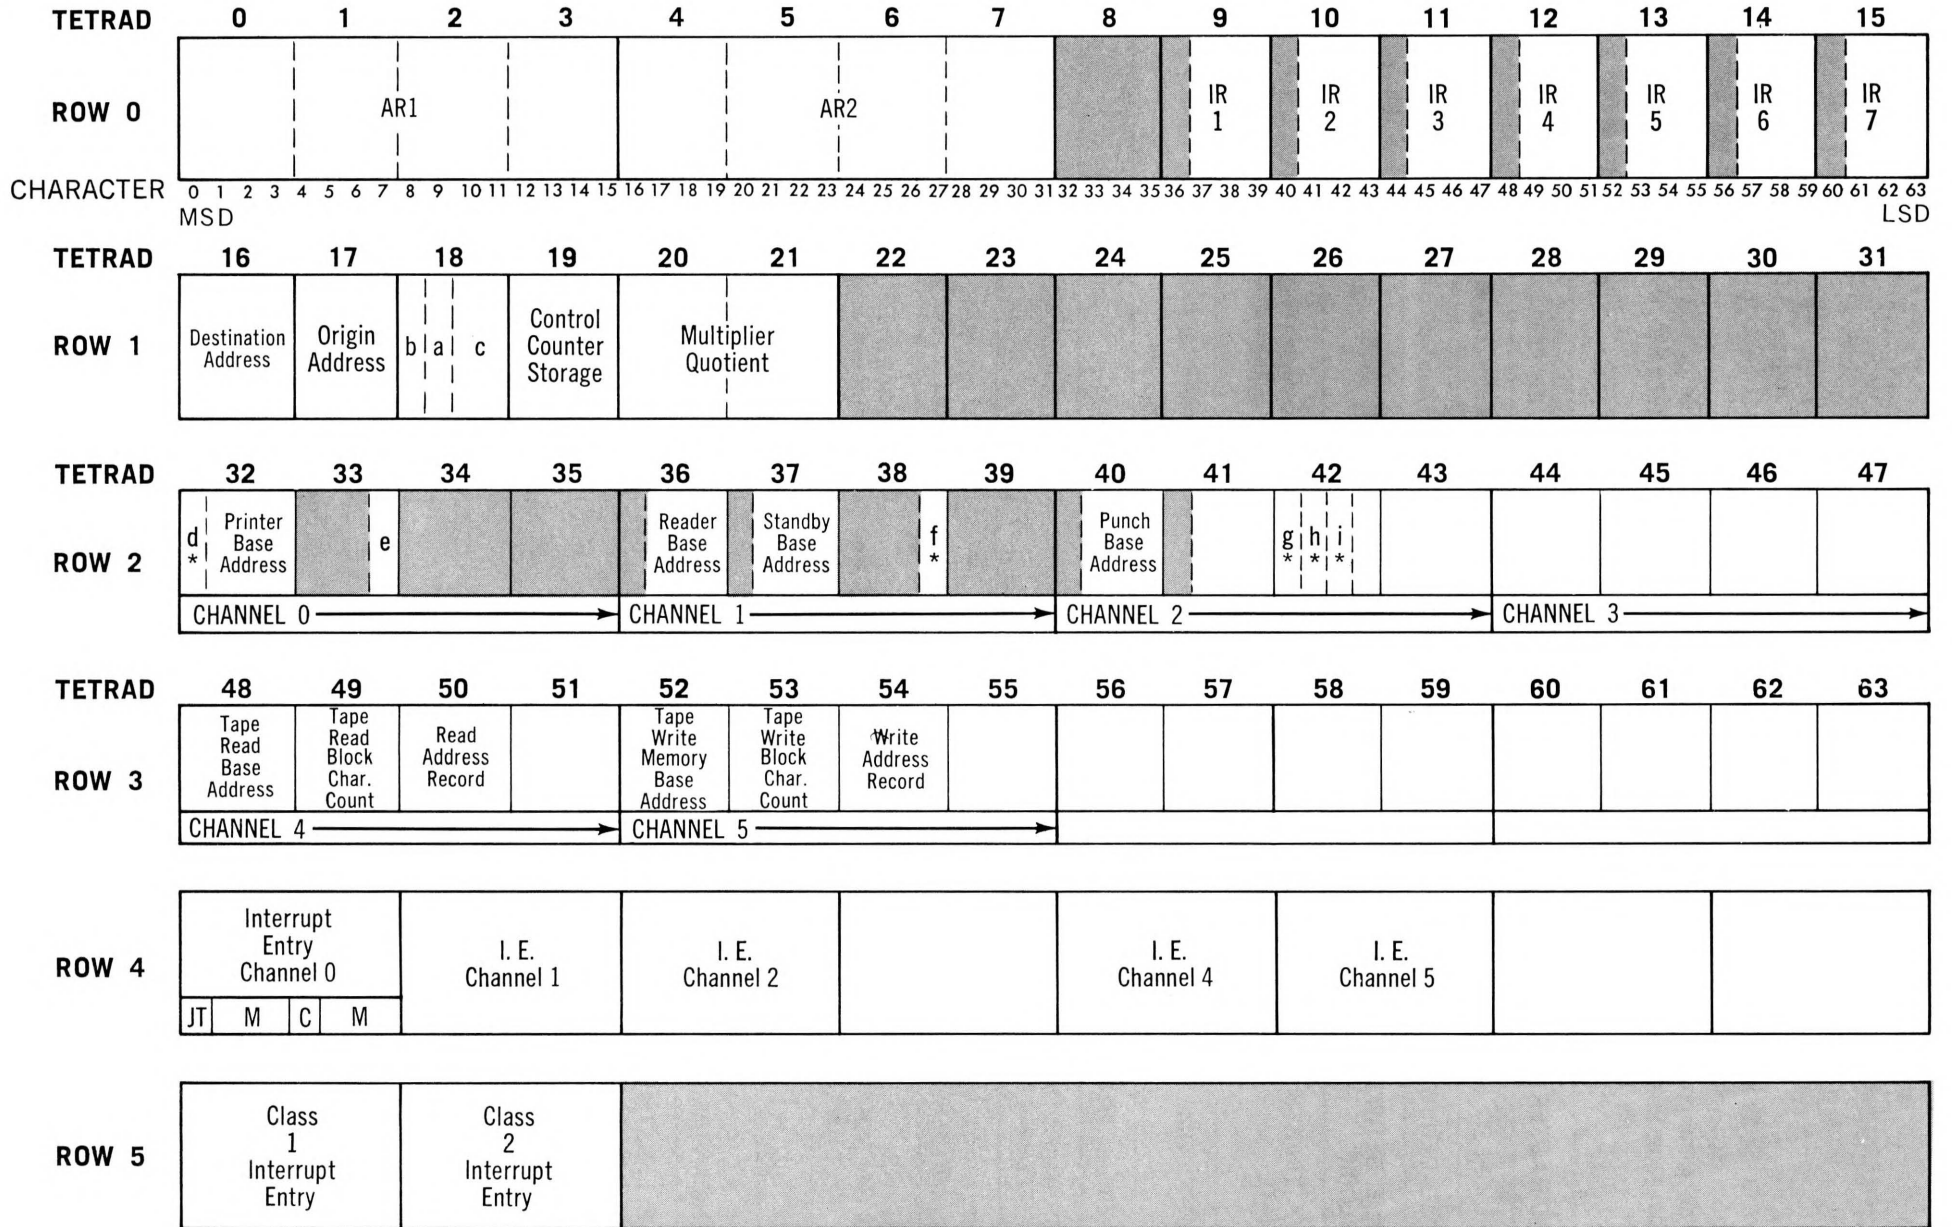 TETRAD 0 1 2 3 4 5 6 7 8 9 10 11 12 13 14 15
ROW 0 AR1 AR2 IR 1 IR 2 IR 3 IR 4 IR 5 IR 6 IR 7
CHARACTER 0 1 2 3 4 5 6 7 8 9 10 11 12 13 14 15 16 17 18 19 20 21 22 23 24 25 26 27 28 29 30 31 32 33 34 35 36 37 38 39 40 41 42 43 44 45 46 47 48 49 50 51 52 53 54 55 56 57 58 59 60 61 62 63
MSD LSD
TETRAD 16 17 18 19 20 21 22 23 24 25 26 27 28 29 30 31
ROW 1
Destination
Address
Origin
Address
b a c
Control
Counter
Storage
Multiplier
Quotient
TETRAD 32 33 34 35 36 37 38 39 40 41 42 43 44 45 46 47
ROW 2
d
*
Printer
Base
Address
e
Reader
Base
Address
Standby
Base
Address
f
*
Punch
Base
Address
g h i
* * *
CHANNEL 0 CHANNEL 1 CHANNEL 2 CHANNEL 3
TETRAD 48 49 50 51 52 53 54 55 56 57 58 59 60 61 62 63
ROW 3
Tape
Read
Base
Address
Tape
Read
Block
Char.
Count
Read
Address
Record
Tape
Write
Memory
Base
Address
Tape
Write
Block
Char.
Count
Write
Address
Record
CHANNEL 4 CHANNEL 5
ROW 4
Interrupt
Entry
Channel 0
JT M C M
I. E.
Channel 1
I. E.
Channel 2
I. E.
Channel 4
I. E.
Channel 5
ROW 5
Class
1
Interrupt
Entry
Class
2
Interrupt
Entry